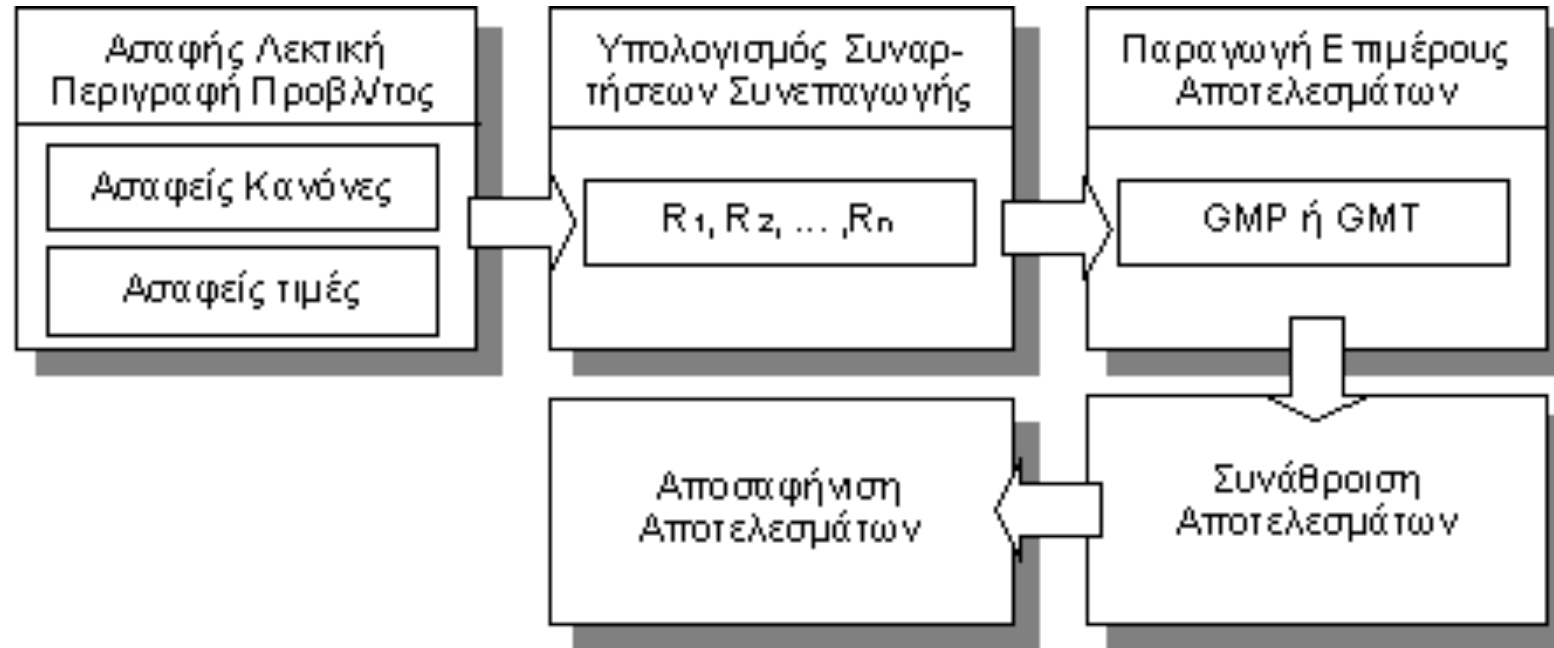 Ασαφής Λεκτική
Περιγραφή Προβλ/τος
Ασαφείς Κανόνες
Ασαφείς τιμές
Υπολογισμός Συναρ-
τήσεων Συνεπαγωγής
R1, R2, ... ,Rn
Παραγωγή Επιμέρους
Αποτελεσμάτων
GMP ή GMT
Συνάθροιση
Αποτελεσμάτων
Αποσαφήνιση
Αποτελεσμάτων